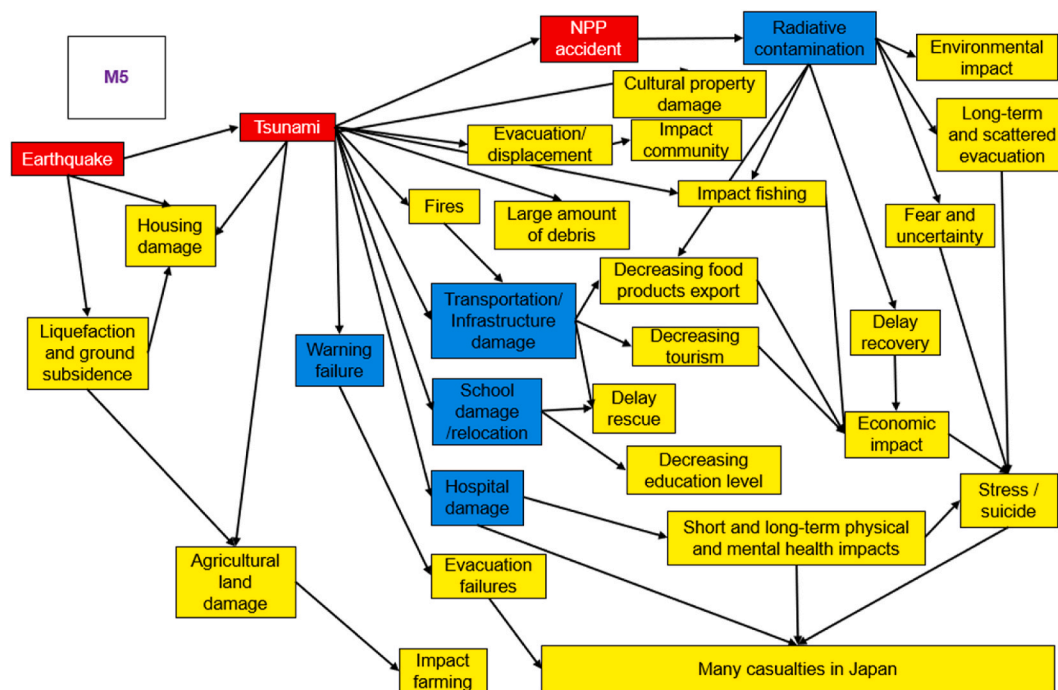 NPP
accident
Radiative
contamination
Environmental
impact
M5
Cultural property
damage
Long-term
and scattered
evacuation
Tsunami
Evacuation/
displacement
Impact
community
Earthquake
Impact fishing
Housing
damage
Fires
Large amount
of debris
Fear and
uncertainty
Decreasing food
products export
Transportation/
Infrastructure
damage
Liquefaction
and ground
subsidence
Warning
failure
Decreasing
tourism
Delay
recovery
School
damage
/relocation
Delay
rescue
Economic
impact
Decreasing
education level
Hospital
damage
Stress /
suicide
Short and long-term physical
and mental health impacts
Agricultural
land
damage
Evacuation
failures
Impact
farming
Many casualties in Japan